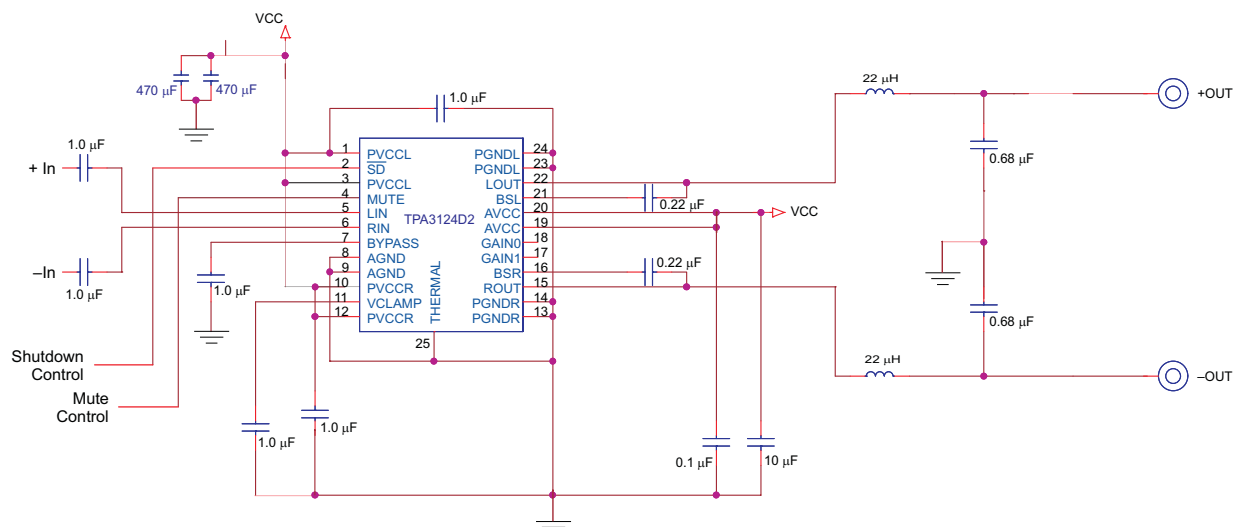 VCC
470 µF
470 µF
1.0 µF
1.0 µF
+ In
–In
1.0 µF
1.0 µF
Shutdown
Control
Mute
Control
1.0 µF
1.0 µF
TPA3124D2
1 PVCCL
2 SD
3 PVCCL
4 MUTE
5 LIN
6 RIN
7 BYPASS
8 AGND
9 AGND
10 PVCCR
11 VCLAMP
12 PVCCR
THERMAL
25
PGNDL 24
PGNDL 23
LOUT 22
BSL 21
AVCC 20
AVCC 19
GAIN0 18
GAIN1 17
BSR 16
ROUT 15
PGNDR 14
PGNDR 13
0.22 µF
VCC
0.22 µF
0.1 µF
10 µF
22 µH
+OUT
0.68 µF
0.68 µF
22 µH
–OUT